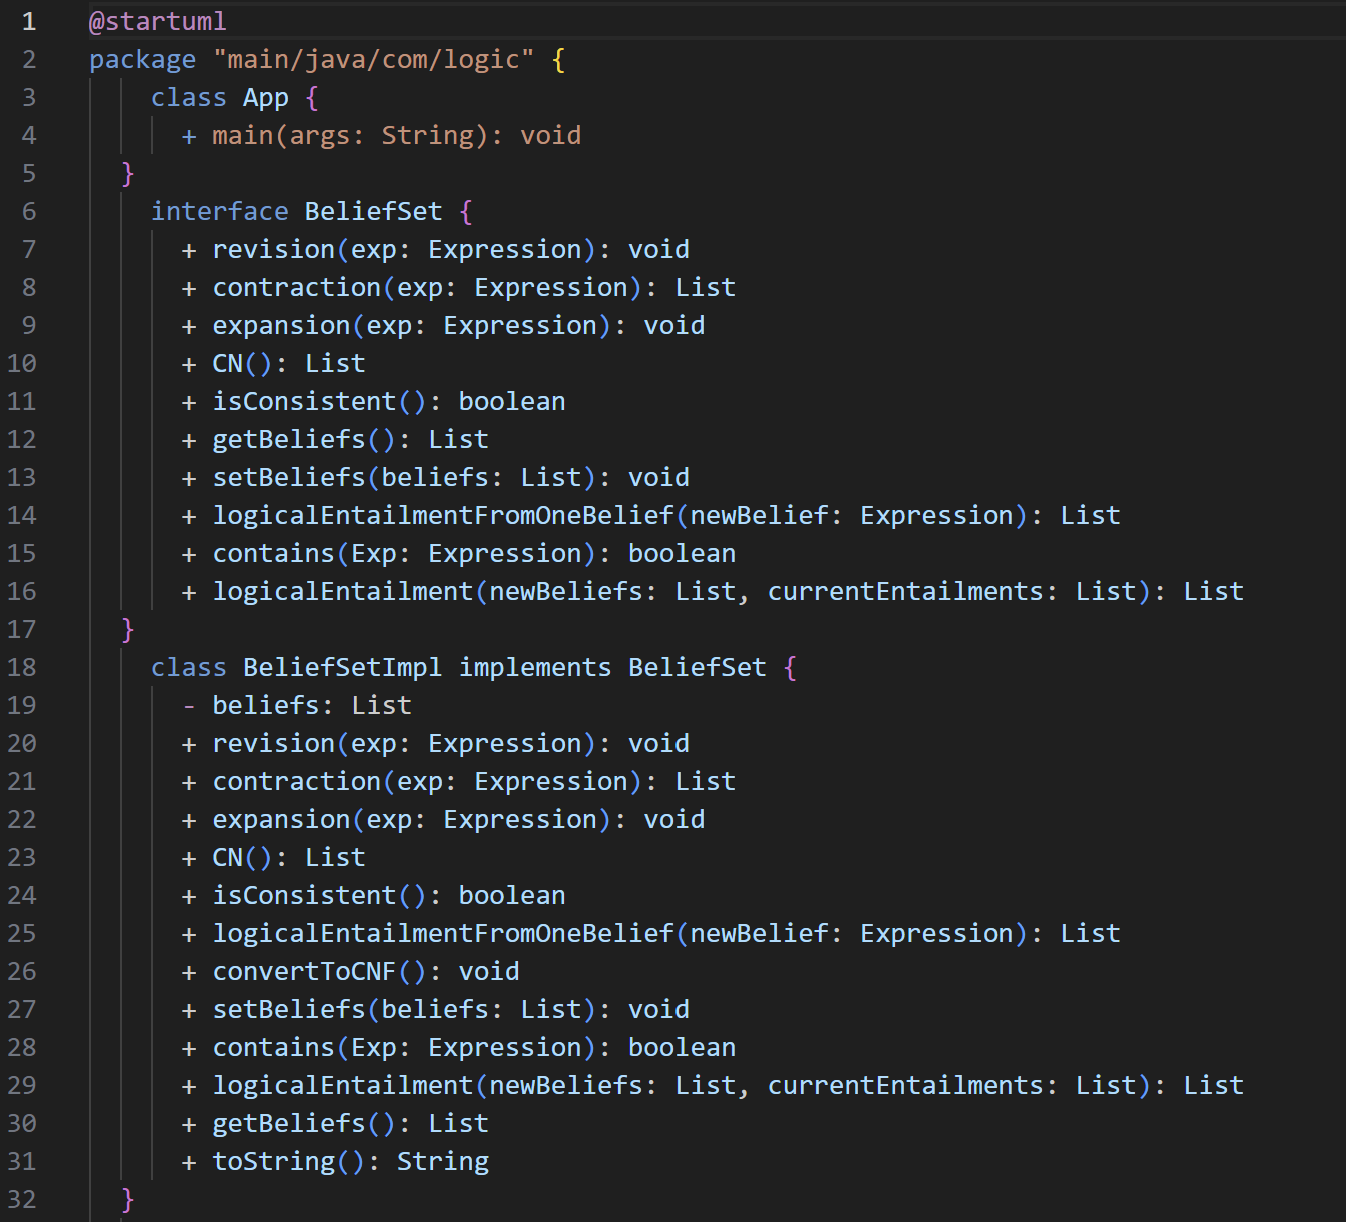 1 @startuml
2 package "main/java/com/logic" {
3 class App {
4 + main(args: String): void
5 }
6 interface BeliefSet {
7 + revision(exp: Expression): void
8 + contraction(exp: Expression): List
9 + expansion(exp: Expression): void
10 + CN(): List
11 + isConsistent(): boolean
12 + getBeliefs(): List
13 + setBeliefs(beliefs: List): void
14 + logicalEntailmentFromOneBelief(newBelief: Expression): List
15 + contains(Exp: Expression): boolean
16 + logicalEntailment(newBeliefs: List, currentEntailments: List): List
17 }
18 class BeliefSetImpl implements BeliefSet {
19 - beliefs: List
20 + revision(exp: Expression): void
21 + contraction(exp: Expression): List
22 + expansion(exp: Expression): void
23 + CN(): List
24 + isConsistent(): boolean
25 + logicalEntailmentFromOneBelief(newBelief: Expression): List
26 + convertToCNF(): void
27 + setBeliefs(beliefs: List): void
28 + contains(Exp: Expression): boolean
29 + logicalEntailment(newBeliefs: List, currentEntailments: List): List
30 + getBeliefs(): List
31 + toString(): String
32 }